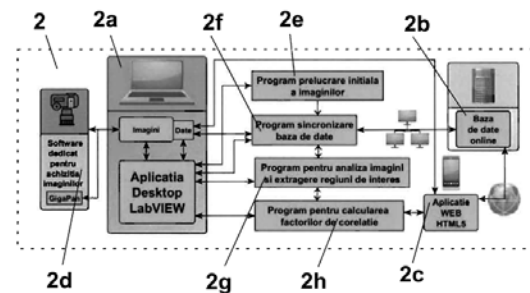 2
2a
2f
2e
2b
Program prelucrare initiala
a imaginilor
Imagini
Date
Program sincronizare
baza de date
Baza
de date
online
Software
dedicat
pentru
achizitia
imaginilor
GigaPan
Aplicatia
Desktop
LabVIEW
Program pentru analiza imagini
si extragere regiuni de interes
Program pentru calcularea
factorilor de corelatie
Aplicatie
WEB
HTML5
2d
2g
2h
2c